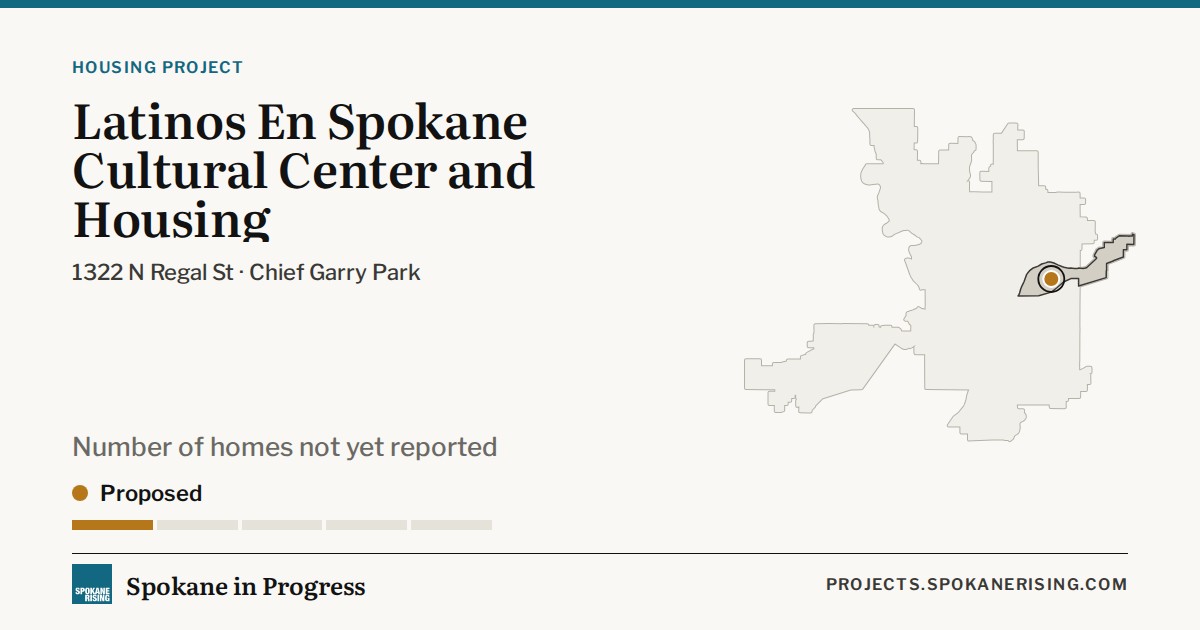 HOUSING PROJECT
Latinos En Spokane
Cultural Center and
Housing
1322 N Regal St · Chief Garry Park
Number of homes not yet reported
Proposed
SPOKANE
RISING
Spokane in Progress
PROJECTS.SPOKANERISING.COM